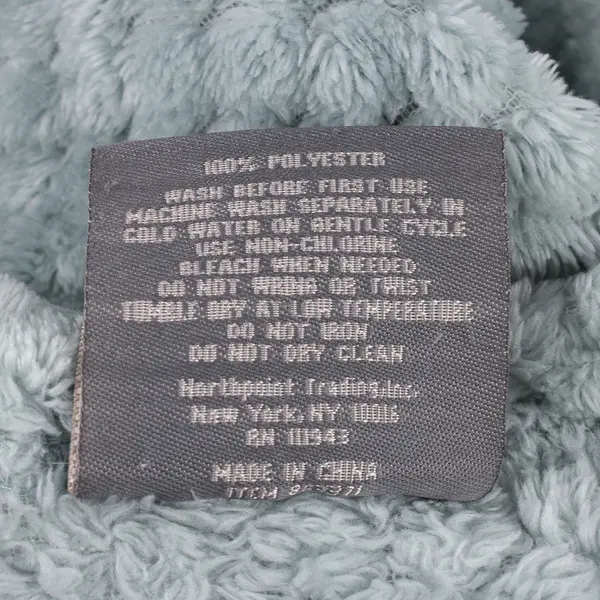 100% POLYESTER
WASH BEFORE FIRST USE
MACHINE WASH SEPARATELY IN
COLD WATER ON GENTLE CYCLE
USE NON-CHLORINE
BLEACH WHEN NEEDED
DO NOT WRING OR TWIST
TUMBLE DRY AT LOW TEMPERATURE
DO NOT IRON
DO NOT DRY CLEAN
Northpoint Trading,Inc.
New York, NY 10016
RN 111943
MADE IN CHINA
ITEM